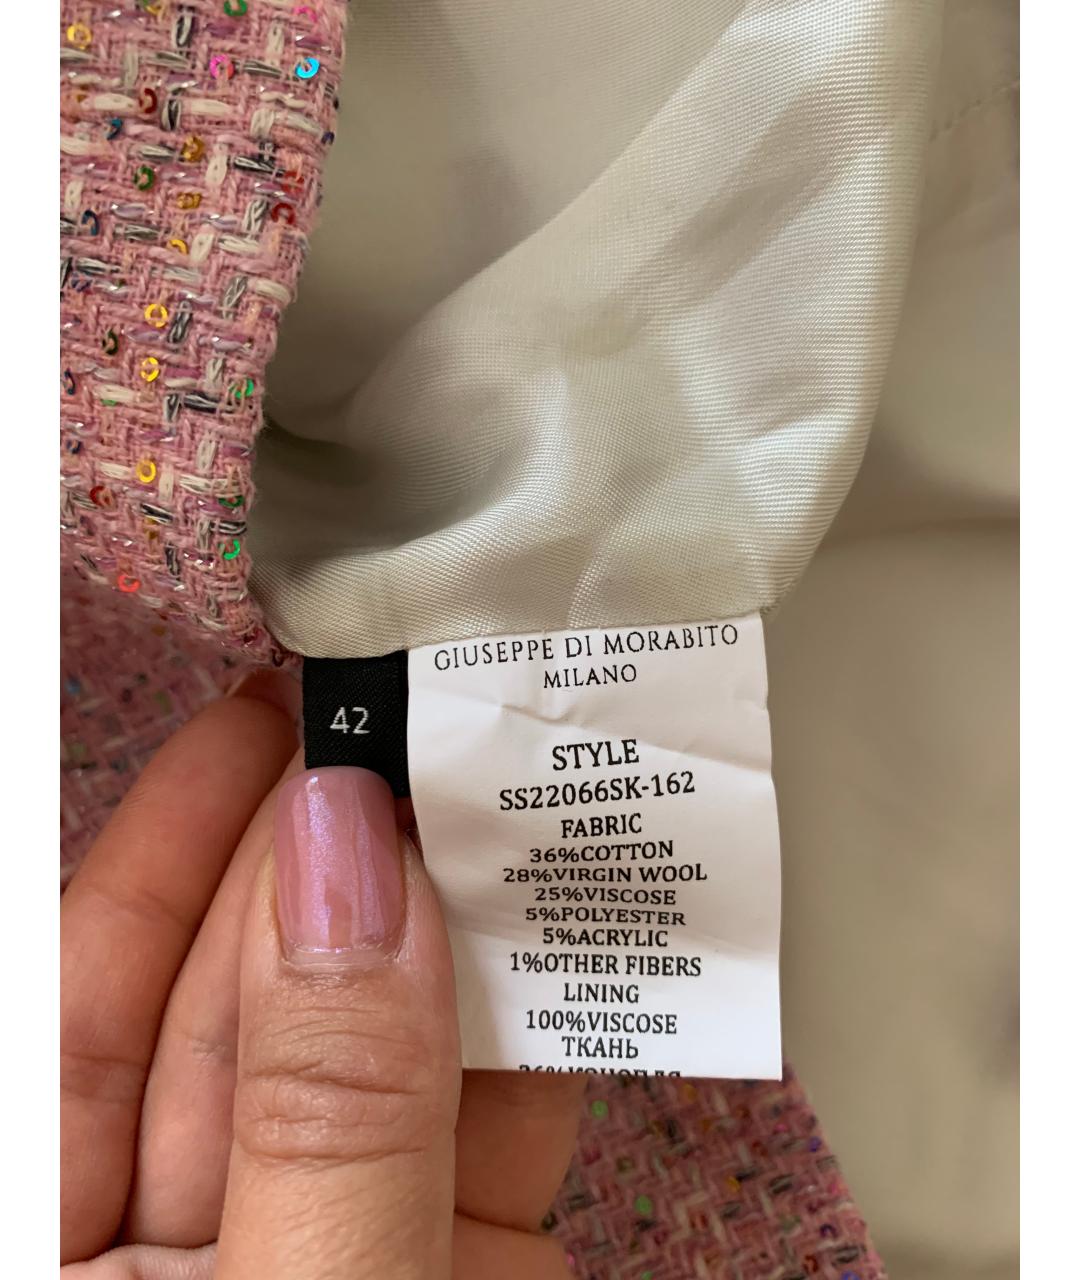 42
GIUSEPPE DI MORABITO
MILANO
STYLE
SS22066SK-162
FABRIC
36%COTTON
28%VIRGIN WOOL
25%VISCOSE
5%POLYESTER
5%ACRYLIC
1%OTHER FIBERS
LINING
100%VISCOSE
ТКАНЬ